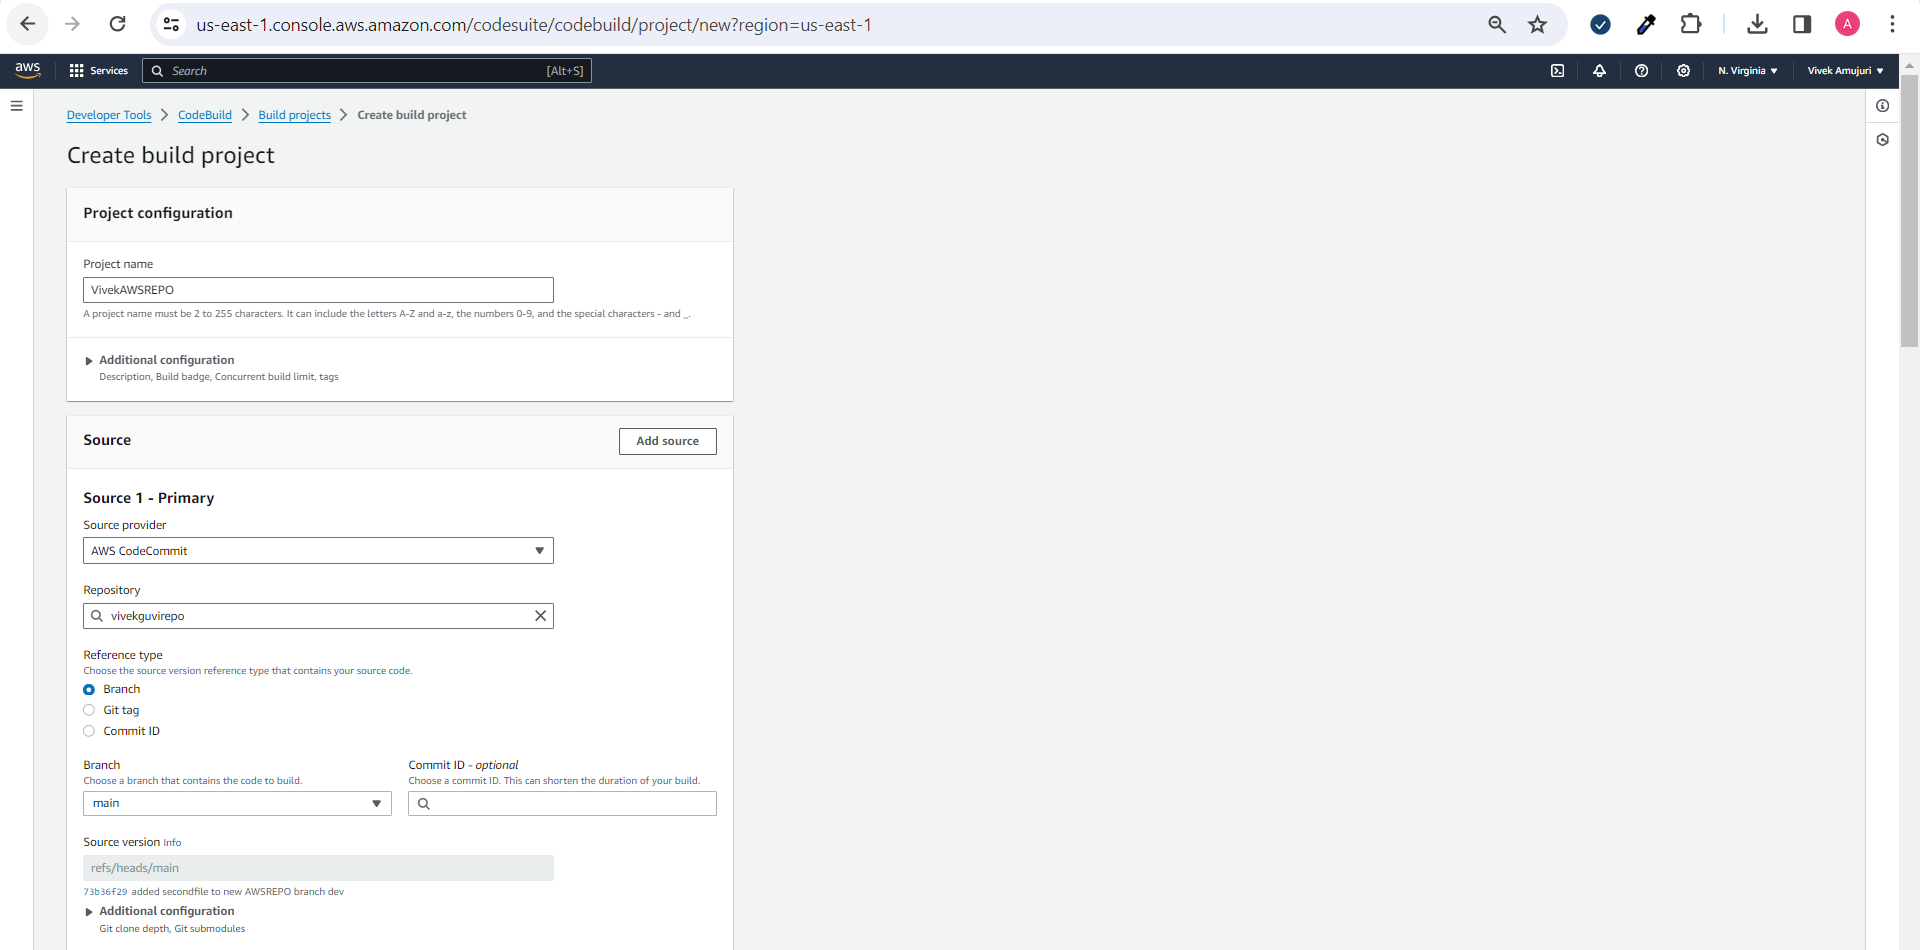 us-east-1.console.aws.amazon.com/codesuite/codebuild/project/new?region=us-east-1
A
aws
Services
Search
[Alt+S]
N. Virginia
Vivek Amujuri
Developer Tools
CodeBuild
Build projects
Create build project
Create build project
Project configuration
Project name
VivekAWSREPO
A project name must be 2 to 255 characters. It can include the letters A-Z and a-z, the numbers 0-9, and the special characters - and _.
Additional configuration
Description, Build badge, Concurrent build limit, tags
Source
Add source
Source 1 - Primary
Source provider
AWS CodeCommit
Repository
vivekguvirepo
Reference type
Choose the source version reference type that contains your source code.
Branch
Git tag
Commit ID
Branch
Choose a branch that contains the code to build.
main
Commit ID - optional
Choose a commit ID. This can shorten the duration of your build.
Source version Info
refs/heads/main
73b36f29 added secondfile to new AWSREPO branch dev
Additional configuration
Git clone depth, Git submodules